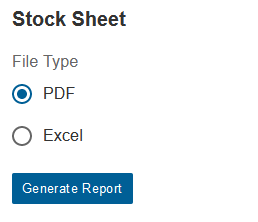 Stock Sheet
File Type
PDF
Excel
Generate Report